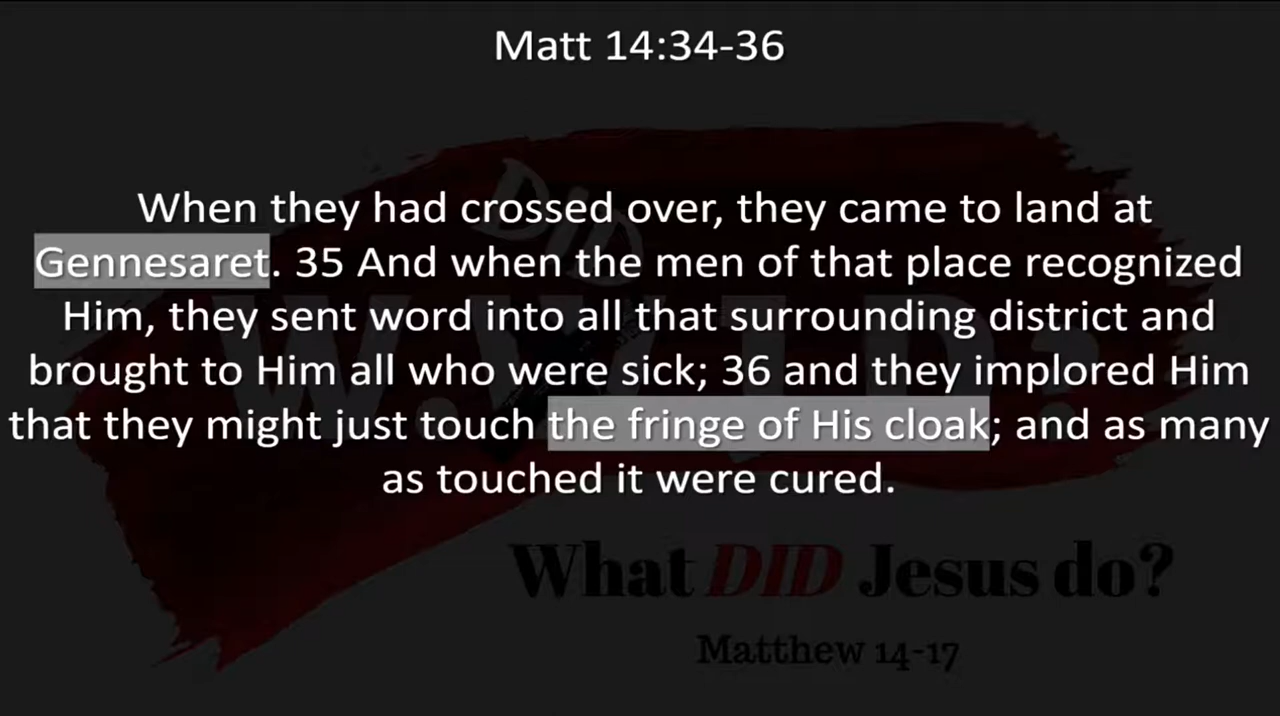 Matt 14:34-36
When they had crossed over, they came to land at
Gennesaret. 35 And when the men of that place recognized
Him, they sent word into all that surrounding district and
brought to Him all who were sick; 36 and they implored Him
that they might just touch the fringe of His cloak; and as many
as touched it were cured.
DID
W.W.J.D?
What DID Jesus do?
Matthew 14-17